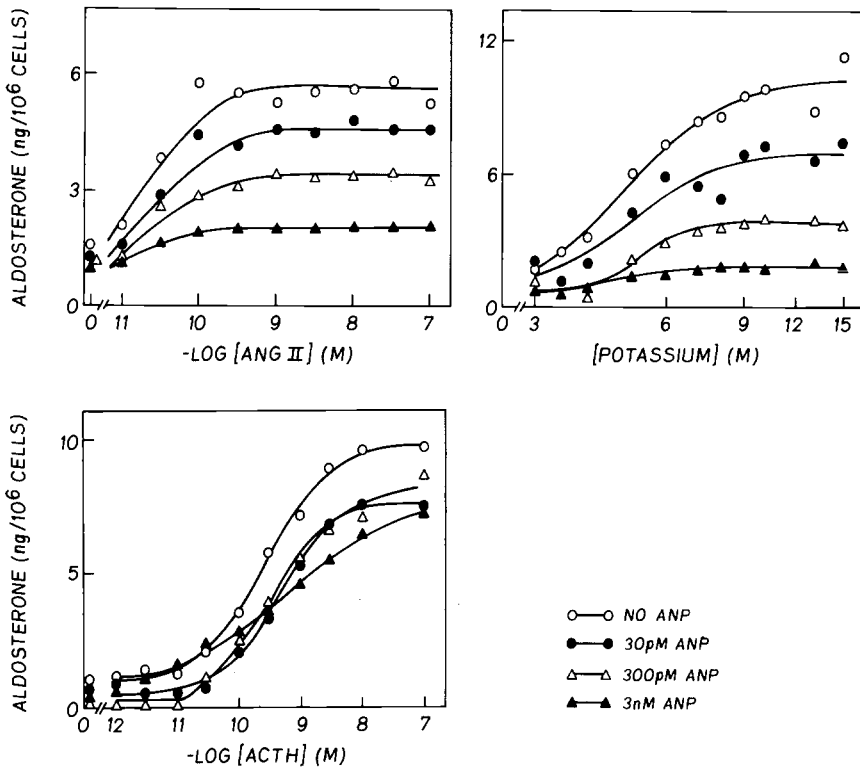 ALDOSTERONE (ng/10⁶ CELLS)
6
3
0
0 11 10 9 8 7
-LOG [ANG II] (M)
12
6
0
0 3 6 9 12 15
[POTASSIUM] (M)
ALDOSTERONE (ng/10⁶ CELLS)
10
5
0
0 12 11 10 9 8 7
-LOG [ACTH] (M)
NO ANP
30pM ANP
300pM ANP
3nM ANP